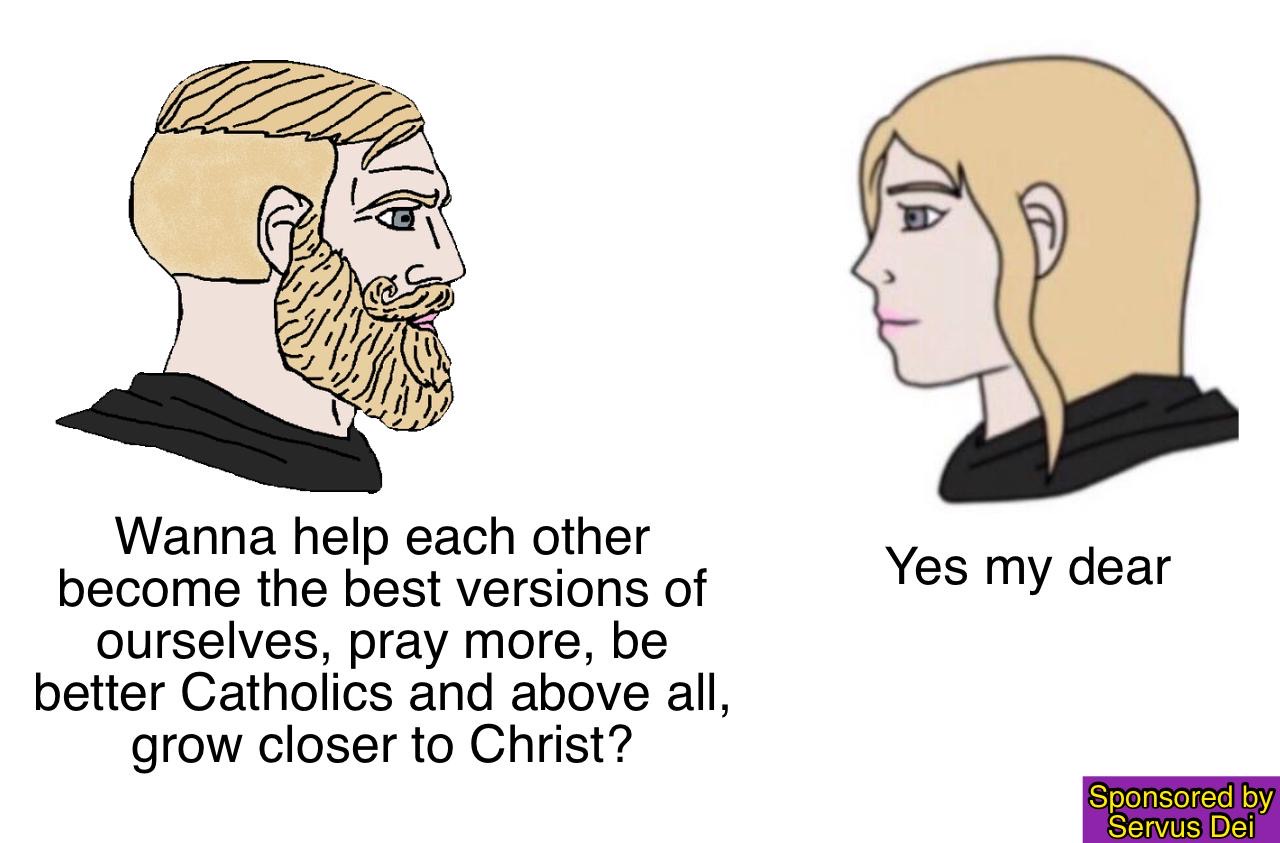 Wanna help each other
become the best versions of
ourselves, pray more, be
better Catholics and above all,
grow closer to Christ?
Yes my dear
Sponsored by
Servus Dei